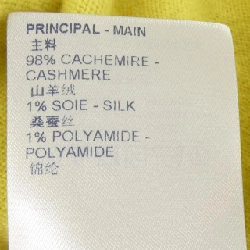 PRINCIPAL - MAIN
主料
98% CACHEMIRE -
CASHMERE
山羊绒
1% SOIE - SILK
桑蚕丝
1% POLYAMIDE -
POLYAMIDE
锦纶